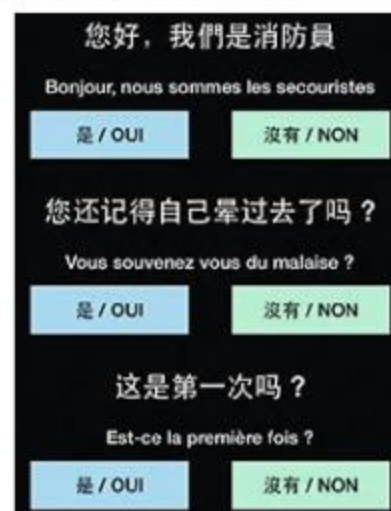 您好，我們是消防員
Bonjour, nous sommes les secouristes
是 / OUI 沒有 / NON
您还记得自己晕过去了吗 ?
Vous souvenez vous du malaise ?
是 / OUI 沒有 / NON
这是第一次吗 ?
Est-ce la première fois ?
是 / OUI 沒有 / NON